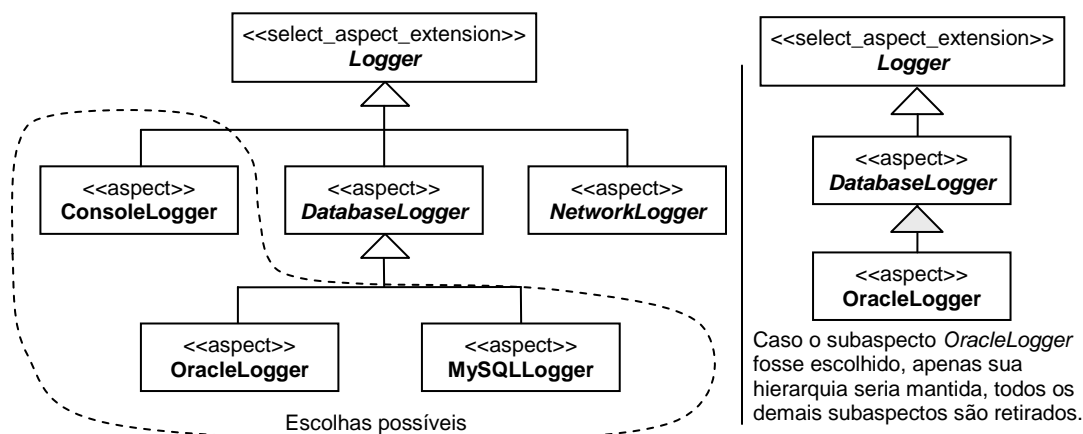 <<select_aspect_extension>>
Logger
<<aspect>>
ConsoleLogger
<<aspect>>
DatabaseLogger
<<aspect>>
NetworkLogger
<<aspect>>
OracleLogger
<<aspect>>
MySQLLogger
Escolhas possíveis
<<select_aspect_extension>>
Logger
<<aspect>>
DatabaseLogger
<<aspect>>
OracleLogger
Caso o subaspecto OracleLogger
fosse escolhido, apenas sua
hierarquia seria mantida, todos os
demais subaspectos são retirados.